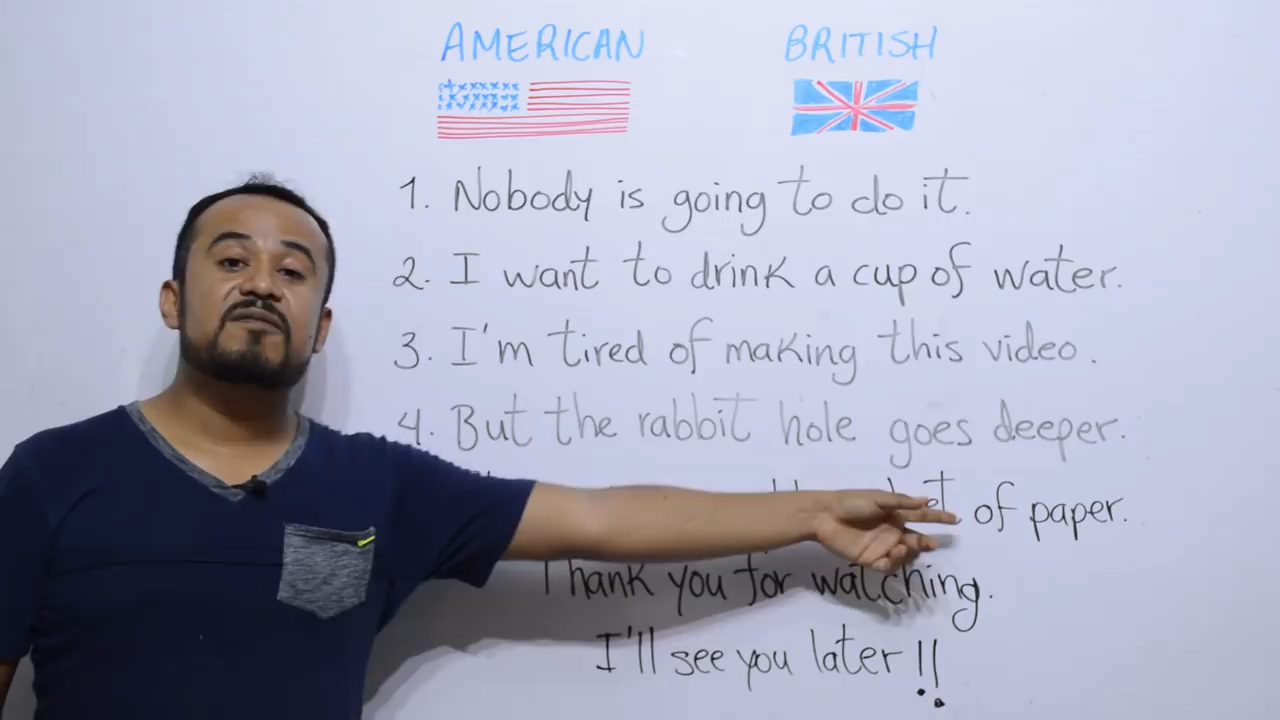 AMERICAN BRITISH
1. Nobody is going to do it.
2. I want to drink a cup of water.
3. I'm tired of making this video.
4. But the rabbit hole goes deeper.
of paper.
Thank you for watching.
I'll see you later!!